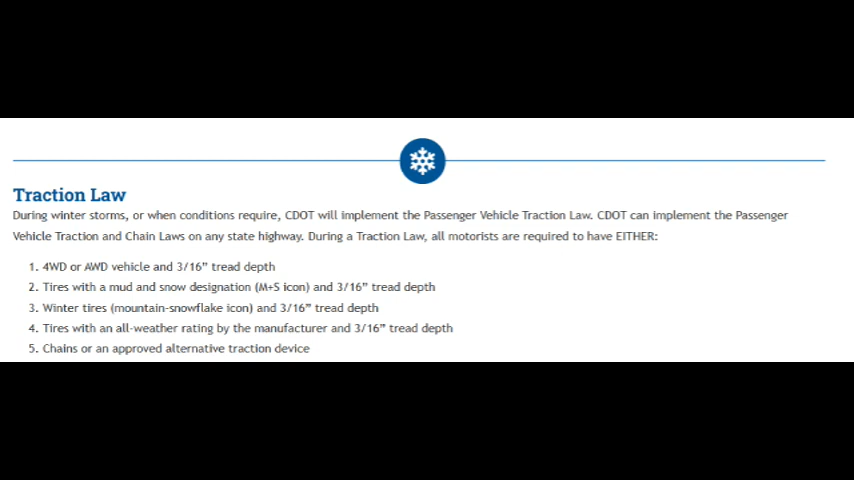 Traction Law
During winter storms, or when conditions require, CDOT will implement the Passenger Vehicle Traction Law. CDOT can implement the Passenger
Vehicle Traction and Chain Laws on any state highway. During a Traction Law, all motorists are required to have EITHER:
1. 4WD or AWD vehicle and 3/16” tread depth
2. Tires with a mud and snow designation (M+S icon) and 3/16” tread depth
3. Winter tires (mountain-snowflake icon) and 3/16” tread depth
4. Tires with an all-weather rating by the manufacturer and 3/16” tread depth
5. Chains or an approved alternative traction device